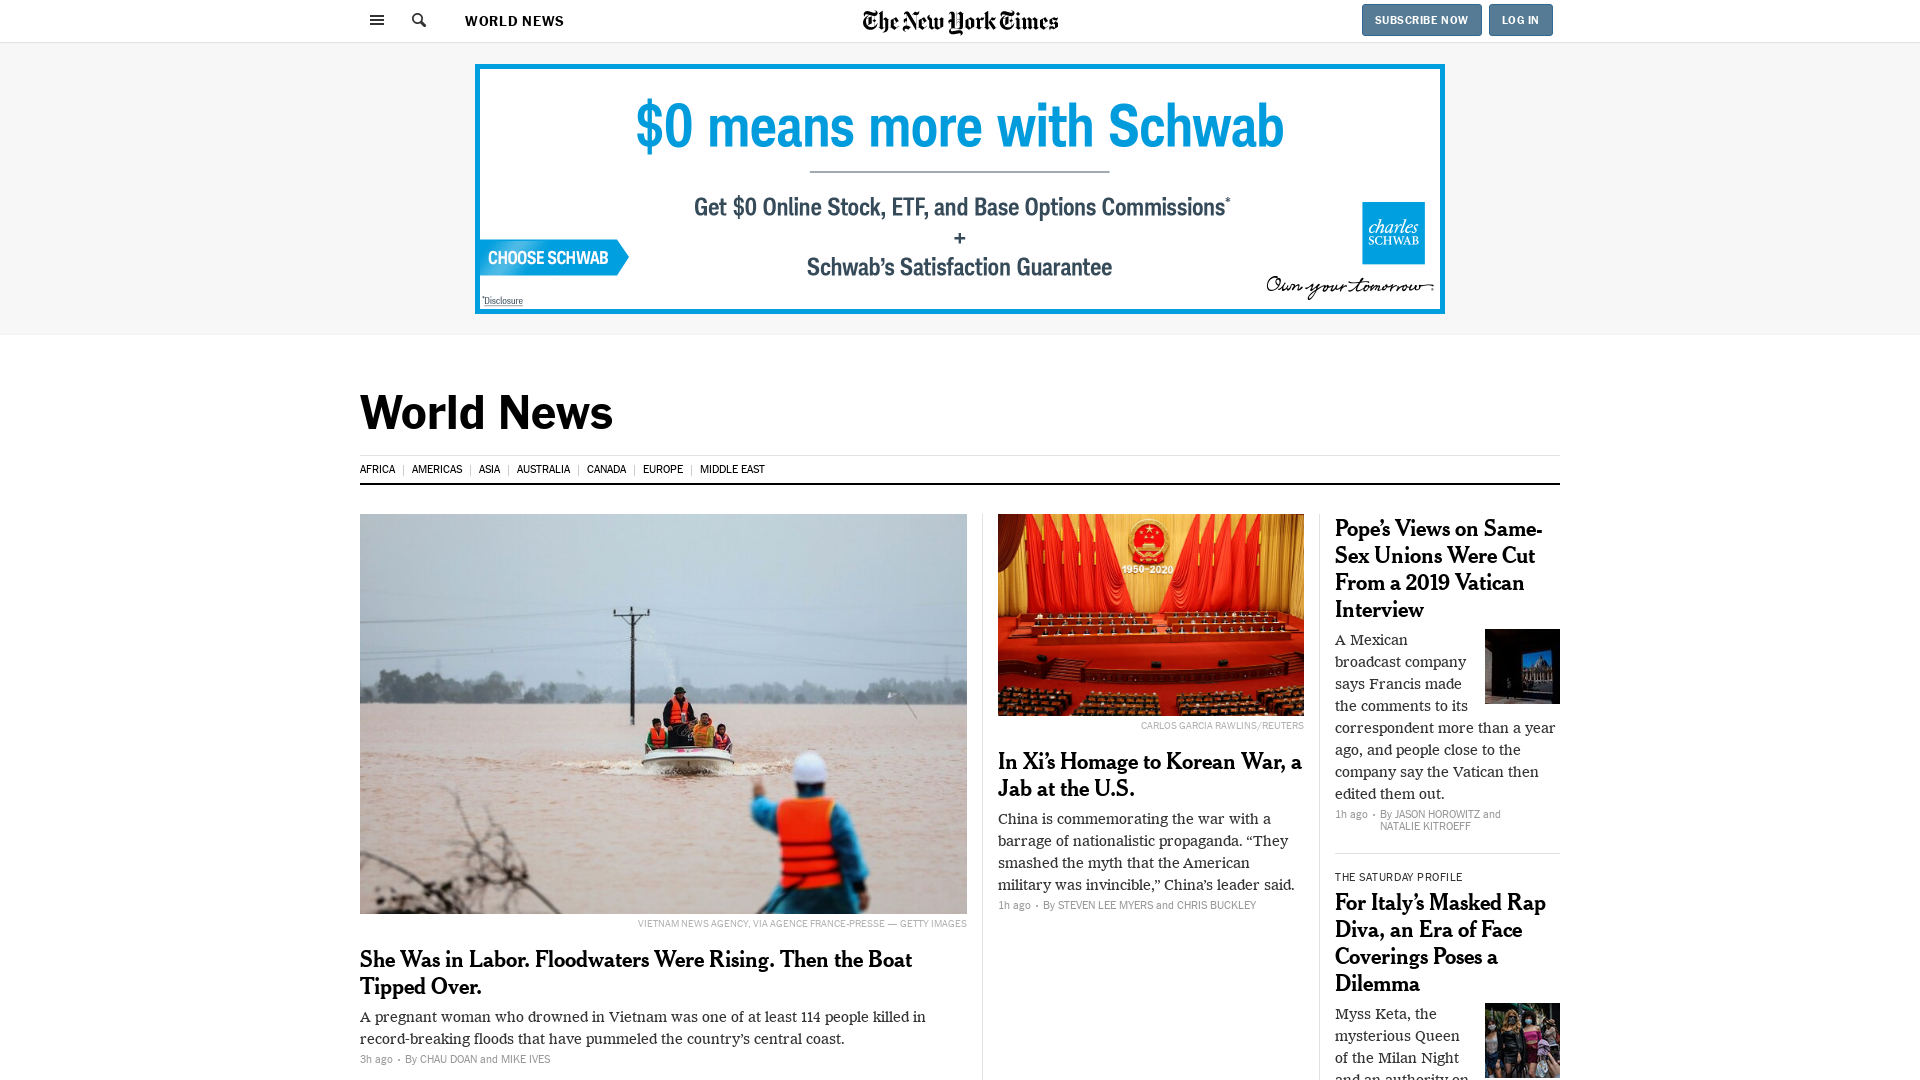 WORLD NEWS
The New York Times
SUBSCRIBE NOW
LOG IN
$0 means more with Schwab
Get $0 Online Stock, ETF, and Base Options Commissions*
+
Schwab's Satisfaction Guarantee
CHOOSE SCHWAB
*Disclosure
charles
SCHWAB
Own your tomorrow
World News
AFRICA
AMERICAS
ASIA
AUSTRALIA
CANADA
EUROPE
MIDDLE EAST
VIETNAM NEWS AGENCY, VIA AGENCE FRANCE-PRESSE — GETTY IMAGES
She Was in Labor. Floodwaters Were Rising. Then the Boat
Tipped Over.
A pregnant woman who drowned in Vietnam was one of at least 114 people killed in
record-breaking floods that have pummeled the country’s central coast.
3h ago · By CHAU DOAN and MIKE IVES
1950-2020
CARLOS GARCIA RAWLINS/REUTERS
In Xi’s Homage to Korean War, a
Jab at the U.S.
China is commemorating the war with a
barrage of nationalistic propaganda. “They
smashed the myth that the American
military was invincible,” China’s leader said.
1h ago · By STEVEN LEE MYERS and CHRIS BUCKLEY
Pope’s Views on Same-
Sex Unions Were Cut
From a 2019 Vatican
Interview
A Mexican
broadcast company
says Francis made
the comments to its
correspondent more than a year
ago, and people close to the
company say the Vatican then
edited them out.
1h ago · By JASON HOROWITZ and
NATALIE KITROEFF
THE SATURDAY PROFILE
For Italy’s Masked Rap
Diva, an Era of Face
Coverings Poses a
Dilemma
Myss Keta, the
mysterious Queen
of the Milan Night
and an authority on